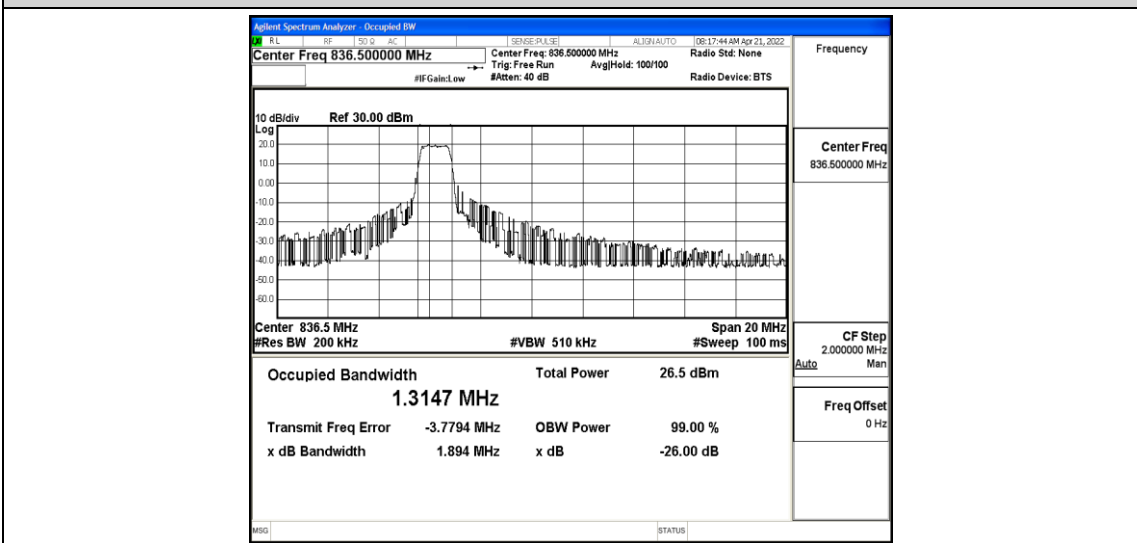 Agilent Spectrum Analyzer - Occupied BW
RL RF 50 Ω AC SENSE:PULSE ALIGN AUTO 08:17:44 AM Apr 21, 2022
Center Freq 836.500000 MHz
Center Freq: 836.500000 MHz Radio Std: None
Trig: Free Run Avg|Hold: 100/100
#IFGain:Low #Atten: 40 dB Radio Device: BTS
Frequency
10 dB/div Ref 30.00 dBm
Log
20.0
10.0
0.00
-10.0
-20.0
-30.0
-40.0
-50.0
-60.0
Center 836.5 MHz Span 20 MHz
#Res BW 200 kHz #VBW 510 kHz #Sweep 100 ms
Occupied Bandwidth Total Power 26.5 dBm
1.3147 MHz
Transmit Freq Error -3.7794 MHz OBW Power 99.00 %
x dB Bandwidth 1.894 MHz x dB -26.00 dB
Center Freq
836.500000 MHz
CF Step
2.000000 MHz
Auto Man
Freq Offset
0 Hz
MSG STATUS